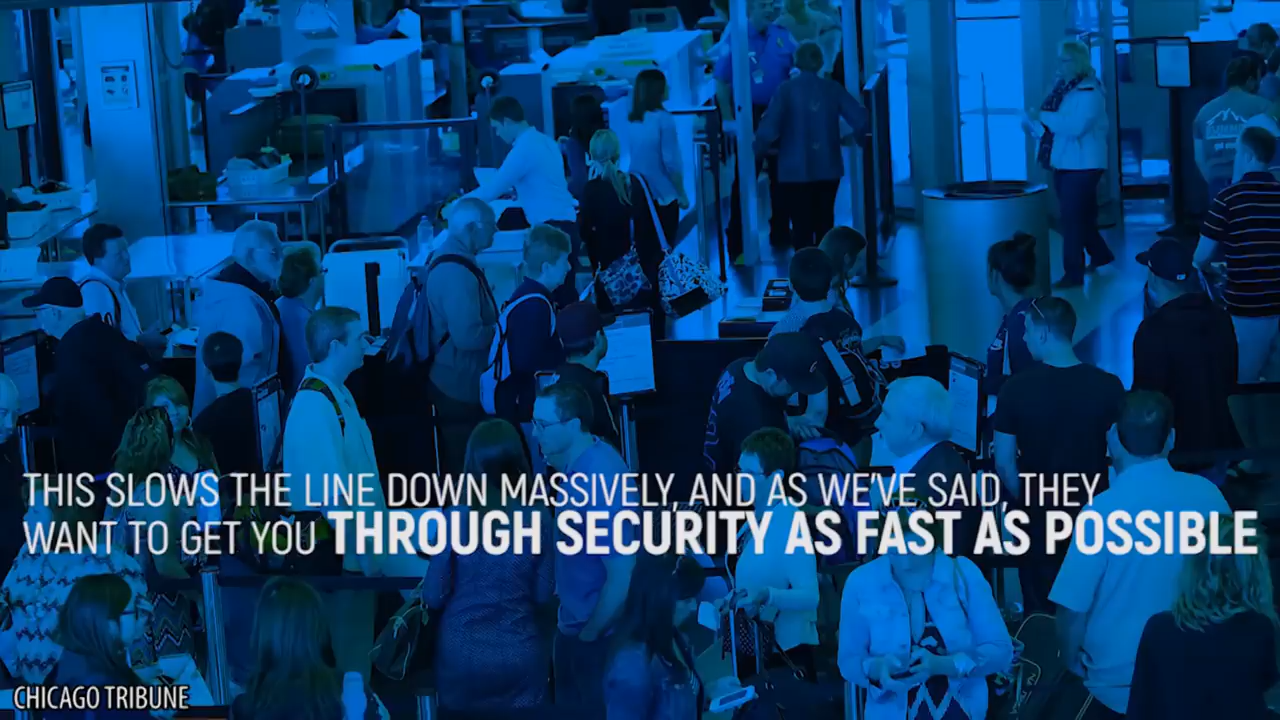 THIS SLOWS THE LINE DOWN MASSIVELY, AND AS WE'VE SAID, THEY
WANT TO GET YOU THROUGH SECURITY AS FAST AS POSSIBLE
CHICAGO TRIBUNE